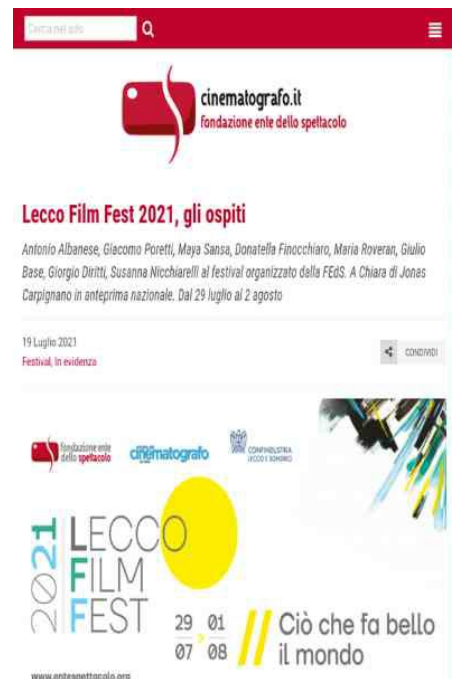 Cerca nel sito
cinematografo.it
fondazione ente dello spettacolo
Lecco Film Fest 2021, gli ospiti
Antonio Albanese, Giacomo Poretti, Maya Sansa, Donatella Finocchiaro, Maria Roveran, Giulio
Base, Giorgio Diritti, Susanna Nicchiarelli al festival organizzato dalla FEdS. A Chiara di Jonas
Carpignano in anteprima nazionale. Dal 29 luglio al 2 agosto
19 Luglio 2021
Festival, In evidenza
CONDIVIDI
fondazione ente
dello spettacolo
cinematografo
CONFINDUSTRIA
LECCO E SONDRIO
2021
LECCO
FILM
FEST
29 > 01
07 08
// Ciò che fa bello
il mondo
www.entespettacolo.org